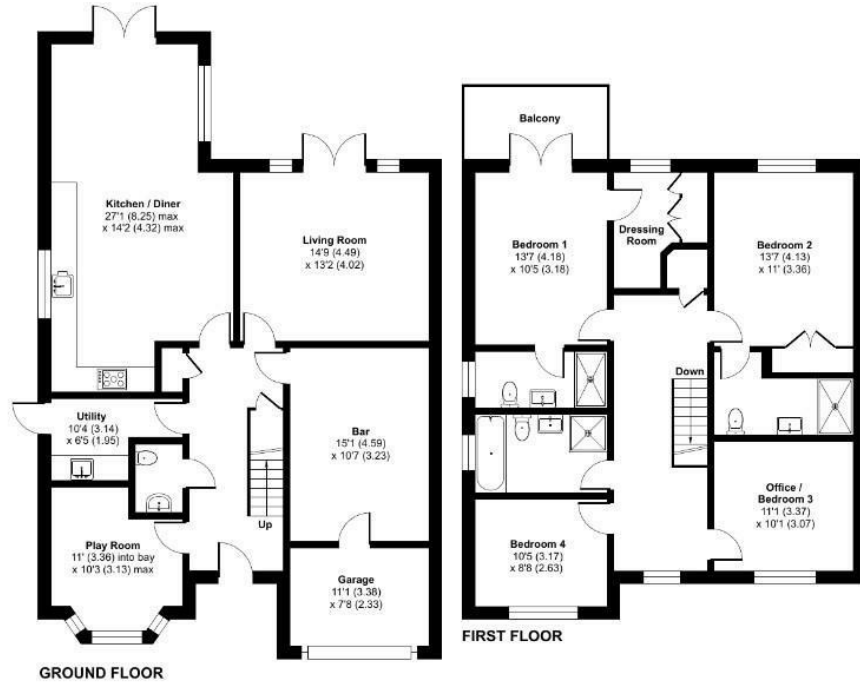 Kitchen / Diner
27'1 (8.25) max
x 14'2 (4.32) max
Living Room
14'9 (4.49)
x 13'2 (4.02)
Utility
10'4 (3.14)
x 6'5 (1.95)
Bar
15'1 (4.59)
x 10'7 (3.23)
Up
Play Room
11' (3.36) into bay
x 10'3 (3.13) max
Garage
11'1 (3.38)
x 7'8 (2.33)
GROUND FLOOR
Balcony
Bedroom 1
13'7 (4.18)
x 10'5 (3.18)
Dressing
Room
Bedroom 2
13'7 (4.13)
x 11' (3.36)
Down
Office /
Bedroom 3
11'1 (3.37)
x 10'1 (3.07)
Bedroom 4
10'5 (3.17)
x 8'8 (2.63)
FIRST FLOOR